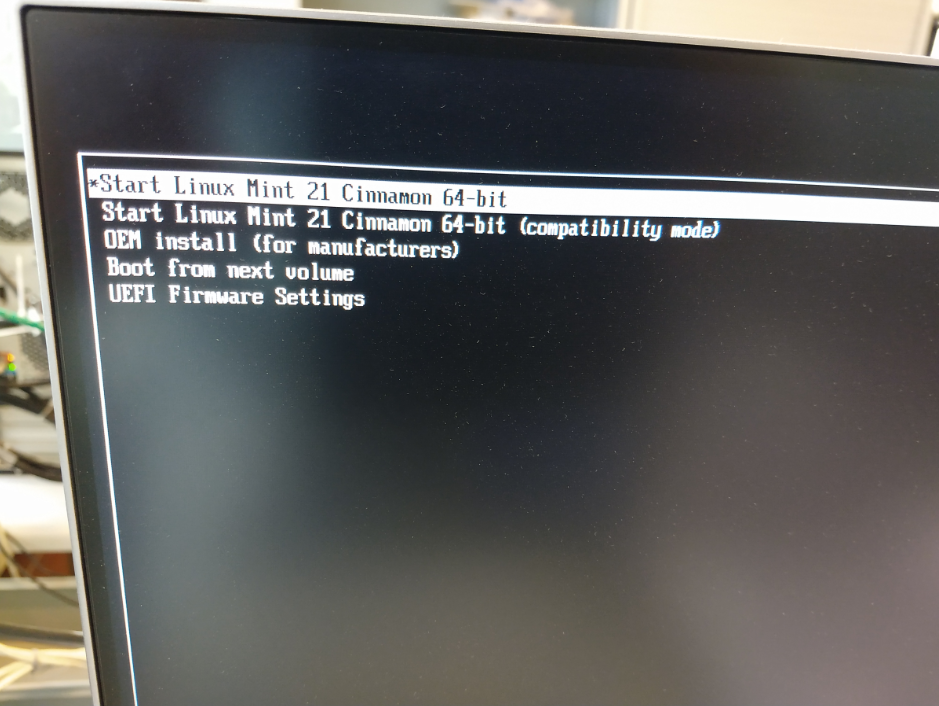 *Start Linux Mint 21 Cinnamon 64-bit
Start Linux Mint 21 Cinnamon 64-bit (compatibility mode)
OEM install (for manufacturers)
Boot from next volume
UEFI Firmware Settings